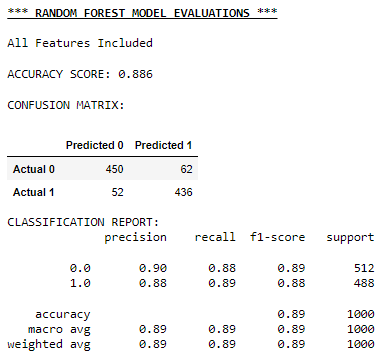 *** RANDOM FOREST MODEL EVALUATIONS ***
All Features Included
ACCURACY SCORE: 0.886
CONFUSION MATRIX:
Predicted 0 Predicted 1
Actual 0 450 62
Actual 1 52 436
CLASSIFICATION REPORT:
precision recall f1-score support
0.0 0.90 0.88 0.89 512
1.0 0.88 0.89 0.88 488
accuracy 0.89 1000
macro avg 0.89 0.89 0.89 1000
weighted avg 0.89 0.89 0.89 1000